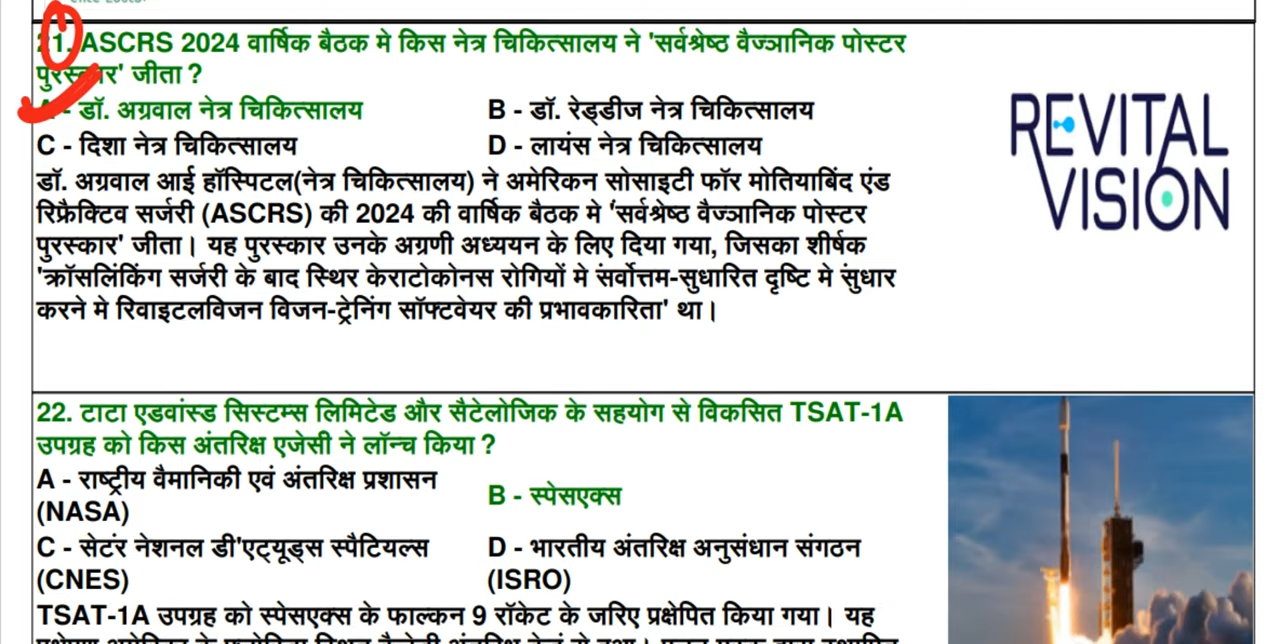 21. ASCRS 2024 वार्षिक बैठक मे किस नेत्र चिकित्सालय ने 'सर्वश्रेष्ठ वैज्ञानिक पोस्टर
पुरस्कार' जीता ?
A - डॉ. अग्रवाल नेत्र चिकित्सालय
B - डॉ. रेड्डीज नेत्र चिकित्सालय
C - दिशा नेत्र चिकित्सालय
D - लायंस नेत्र चिकित्सालय
डॉ. अग्रवाल आई हॉस्पिटल(नेत्र चिकित्सालय) ने अमेरिकन सोसाइटी फॉर मोतियाबिंद एंड
रिफ्रैक्टिव सर्जरी (ASCRS) की 2024 की वार्षिक बैठक मे 'सर्वश्रेष्ठ वैज्ञानिक पोस्टर
पुरस्कार' जीता। यह पुरस्कार उनके अग्रणी अध्ययन के लिए दिया गया, जिसका शीर्षक
'क्रॉसलिंकिंग सर्जरी के बाद स्थिर केराटोकोनस रोगियों मे सर्वोत्तम-सुधारित दृष्टि मे सुधार
करने मे रिवाइटलविजन विजन-ट्रेनिंग सॉफ्टवेयर की प्रभावकारिता' था।
REVITAL
VISION
22. टाटा एडवांस्ड सिस्टम्स लिमिटेड और सैटेलोजिक के सहयोग से विकसित TSAT-1A
उपग्रह को किस अंतरिक्ष एजेसी ने लॉन्च किया ?
A - राष्ट्रीय वैमानिकी एवं अंतरिक्ष प्रशासन
(NASA)
B - स्पेसएक्स
C - सेटंर नेशनल डी'एट्यूड्स स्पैटियल्स
(CNES)
D - भारतीय अंतरिक्ष अनुसंधान संगठन
(ISRO)
TSAT-1A उपग्रह को स्पेसएक्स के फाल्कन 9 रॉकेट के जरिए प्रक्षेपित किया गया। यह